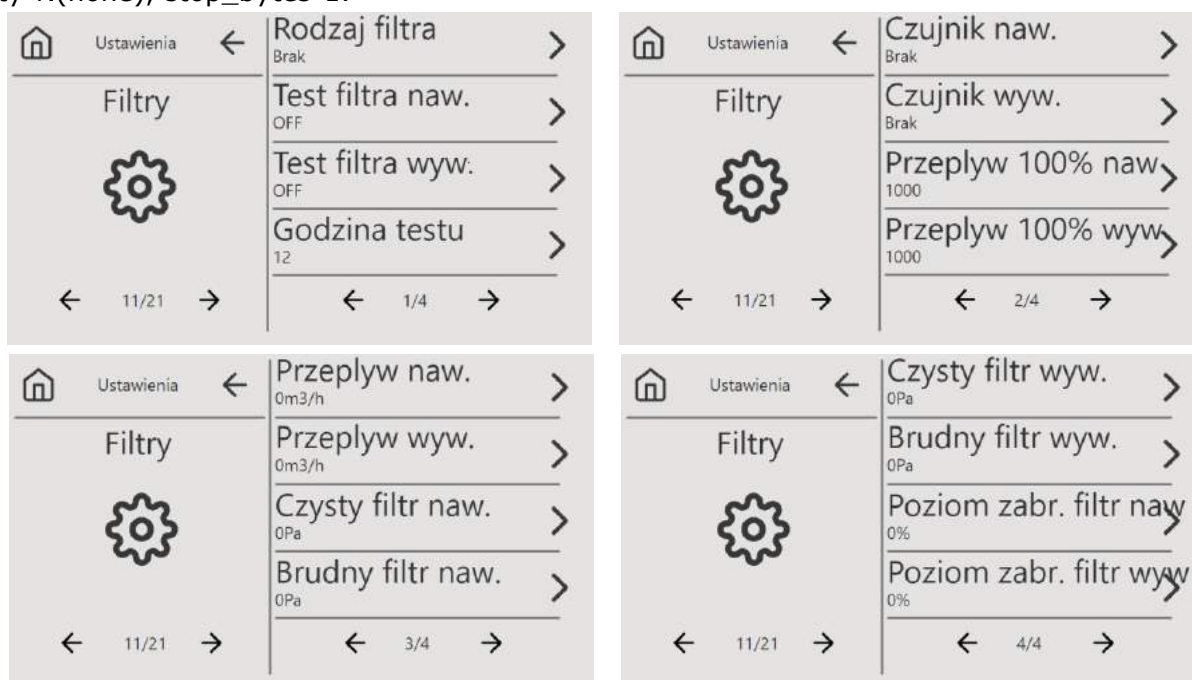 Ustawienia
Filtry
11/21
Rodzaj filtra
Brak
Test filtra naw.
OFF
Test filtra wyw.
OFF
Godzina testu
12
1/4
Ustawienia
Filtry
11/21
Czujnik naw.
Brak
Czujnik wyw.
Brak
Przeplyw 100% naw
1000
Przeplyw 100% wyw
1000
2/4
Ustawienia
Filtry
11/21
Przeplyw naw.
0m3/h
Przeplyw wyw.
0m3/h
Czysty filtr naw.
0Pa
Brudny filtr naw.
0Pa
3/4
Ustawienia
Filtry
11/21
Czysty filtr wyw.
0Pa
Brudny filtr wyw.
0Pa
Poziom zabr. filtr naw
0%
Poziom zabr. filtr wyw
0%
4/4